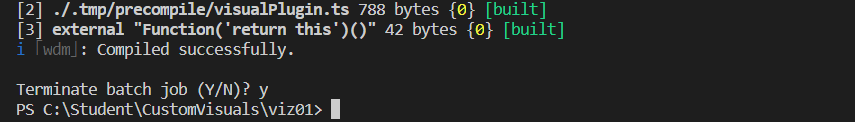 [2] ./.tmp/precompile/visualPlugin.ts 788 bytes {0} [built]
[3] external "Function('return this')()" 42 bytes {0} [built]
i ｢wdm｣: Compiled successfully.
Terminate batch job (Y/N)? y
PS C:\Student\CustomVisuals\viz01>